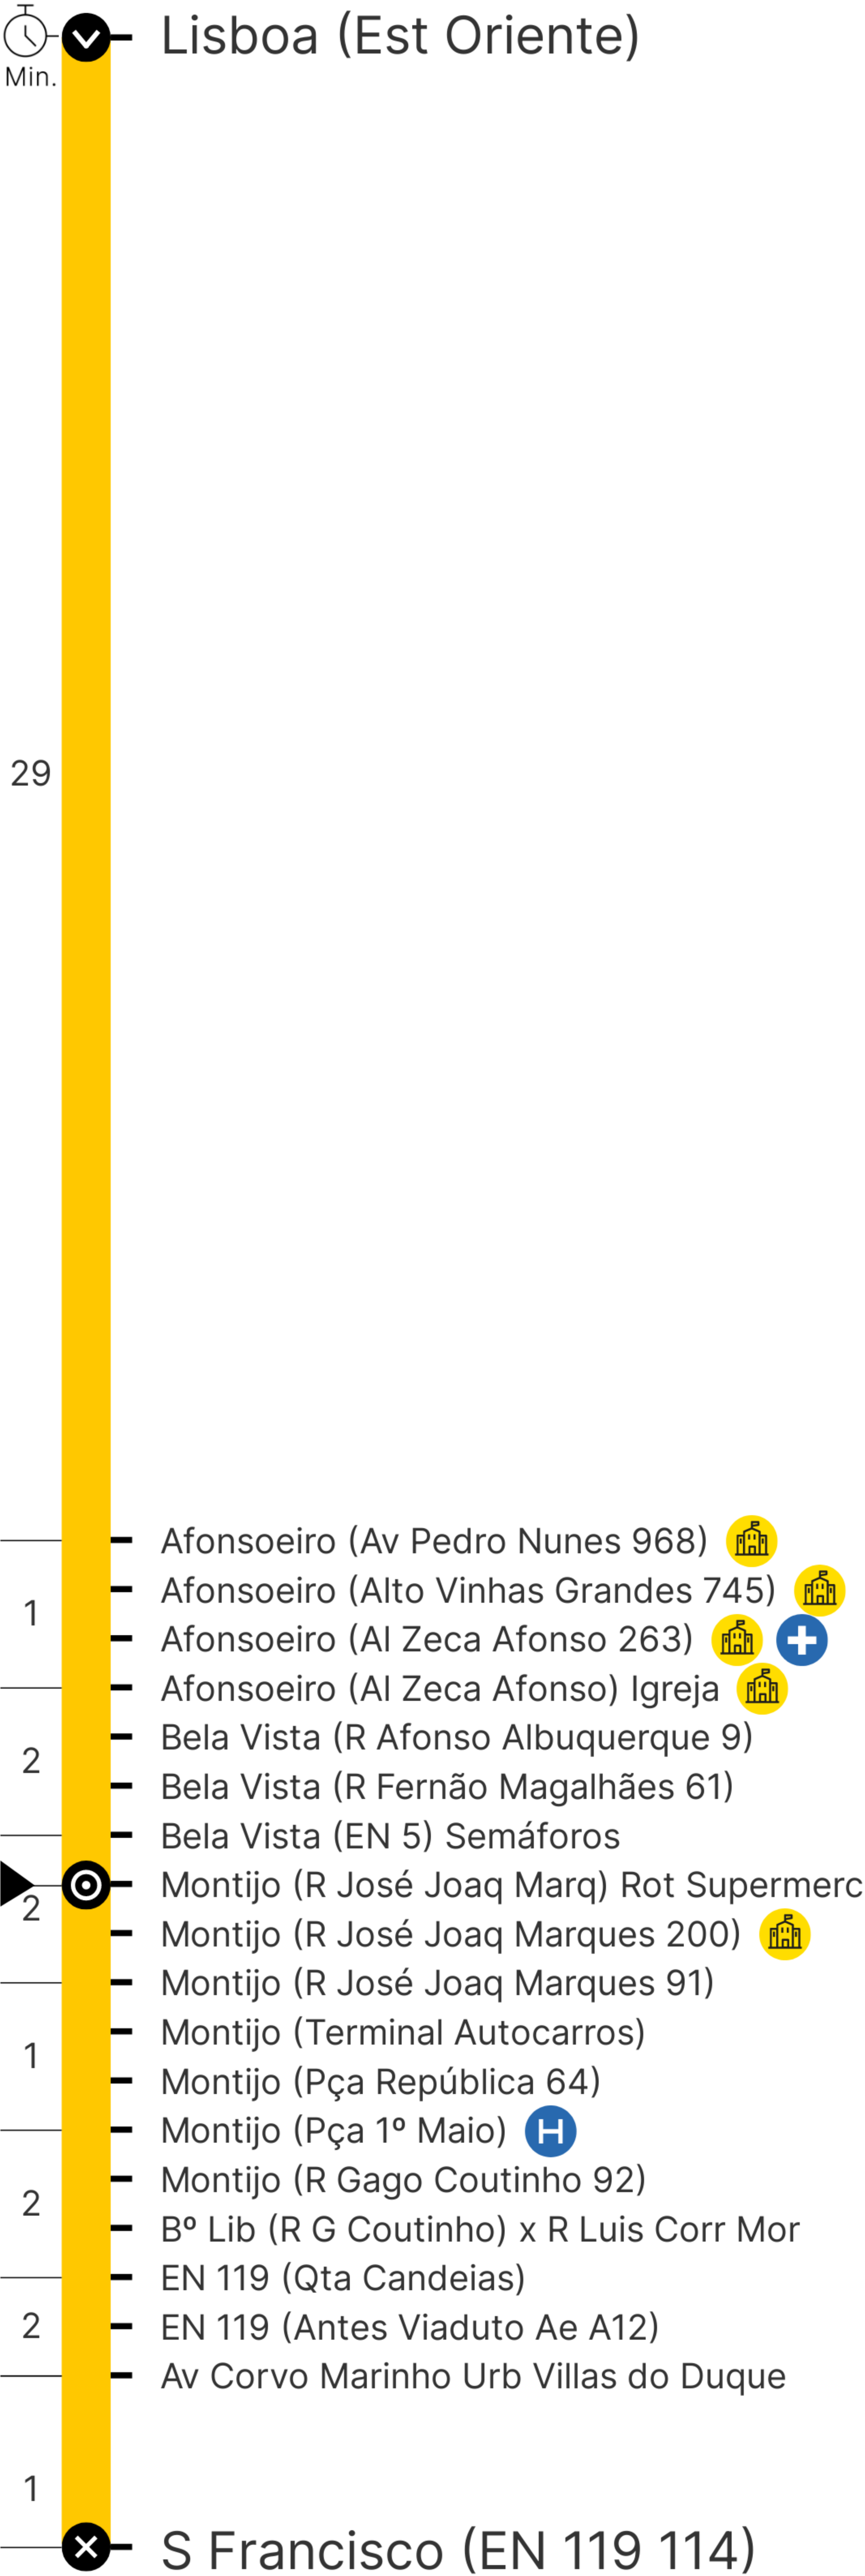 Lisboa (Est Oriente)
Min.
29
Afonsoeiro (Av Pedro Nunes 968)
Afonsoeiro (Alto Vinhas Grandes 745)
1
Afonsoeiro (Al Zeca Afonso 263)
Afonsoeiro (Al Zeca Afonso) Igreja
Bela Vista (R Afonso Albuquerque 9)
2
Bela Vista (R Fernão Magalhães 61)
Bela Vista (EN 5) Semáforos
Montijo (R José Joaq Marq) Rot Supermerc
2
Montijo (R José Joaq Marques 200)
Montijo (R José Joaq Marques 91)
Montijo (Terminal Autocarros)
1
Montijo (Pça República 64)
Montijo (Pça 1º Maio) H
Montijo (R Gago Coutinho 92)
2
Bº Lib (R G Coutinho) x R Luis Corr Mor
EN 119 (Qta Candeias)
2 EN 119 (Antes Viaduto Ae A12)
Av Corvo Marinho Urb Villas do Duque
1
S Francisco (EN 119 114)